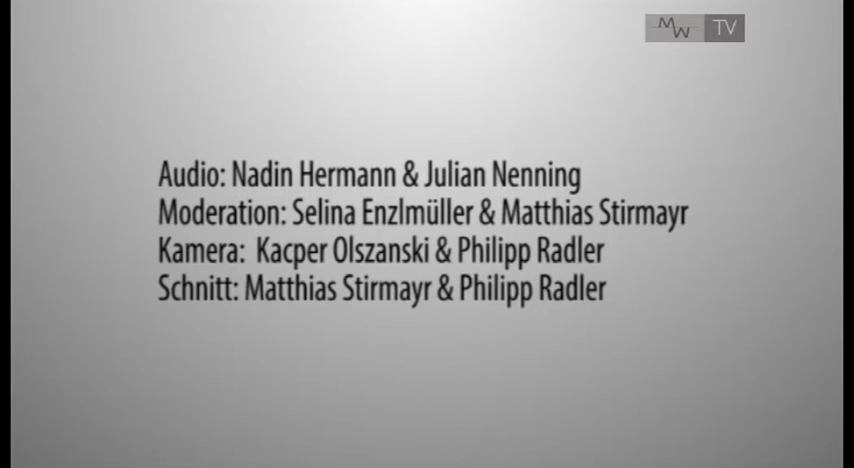 MW TV
Audio: Nadin Hermann & Julian Nenning
Moderation: Selina Enzlmüller & Matthias Stirmayr
Kamera: Kacper Olszanski & Philipp Radler
Schnitt: Matthias Stirmayr & Philipp Radler